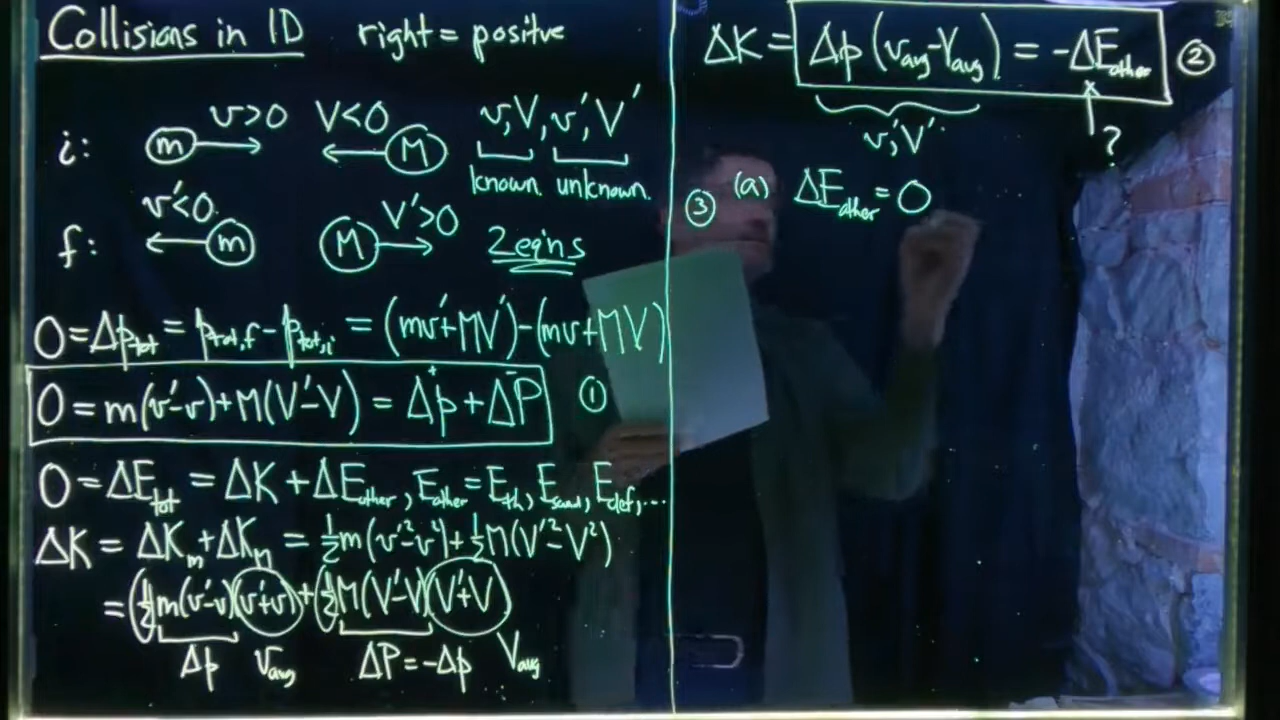 Collisions in 1D right = positive
i: m v>0 V<0 M v,V, v',V'
known unknown
f: v'<0 m M V'>0 2 eqins
0 = Δp_tot = p_tot,f - p_tot,i = (mv'+MV')-(mv+MV)
0 = m(v'-v)+M(V'-V) = Δp+ΔP ①
0 = ΔE_tot = ΔK + ΔE_other, E_other = E_th, E_sound, E_def,...
ΔK = ΔK_m + ΔK_M = ½m(v'²-v²)+½M(V'²-V²)
= (½m(v'-v)(v'+v))+(½M(V'-V)(V'+V))
Δp v_avg ΔP = -Δp V_avg
ΔK = Δp(v_avg-V_avg) = -ΔE_other ②
v',V' ?
③ (a) ΔE_other = 0